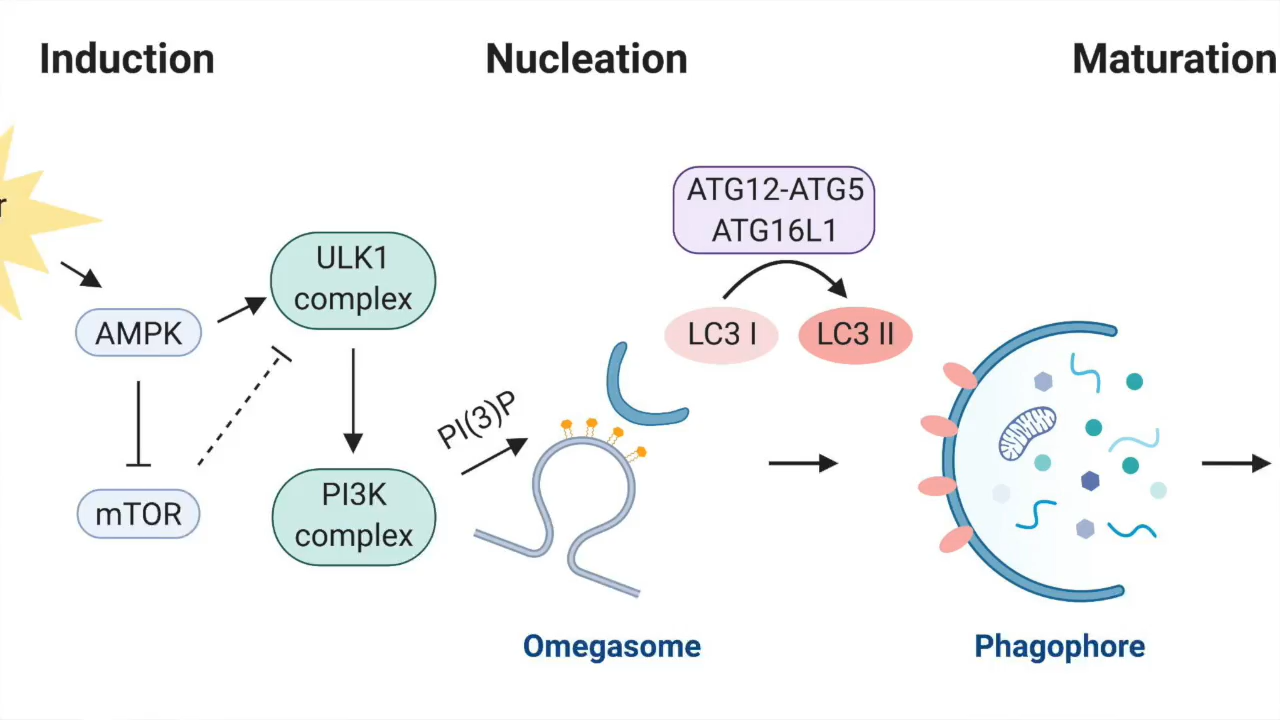 Induction
Nucleation
Maturation
r
AMPK
mTOR
ULK1
complex
PI3K
complex
PI(3)P
ATG12-ATG5
ATG16L1
LC3 I
LC3 II
Omegasome
Phagophore